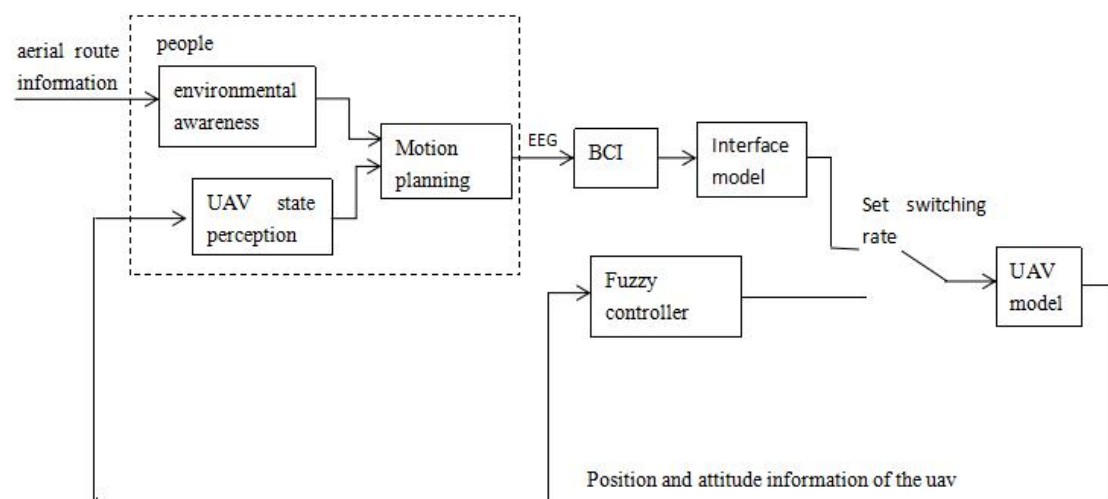 people
aerial route
information
environmental
awareness
UAV state
perception
Motion
planning
EEG
BCI
Interface
model
Set switching
rate
Fuzzy
controller
UAV
model
Position and attitude information of the uav